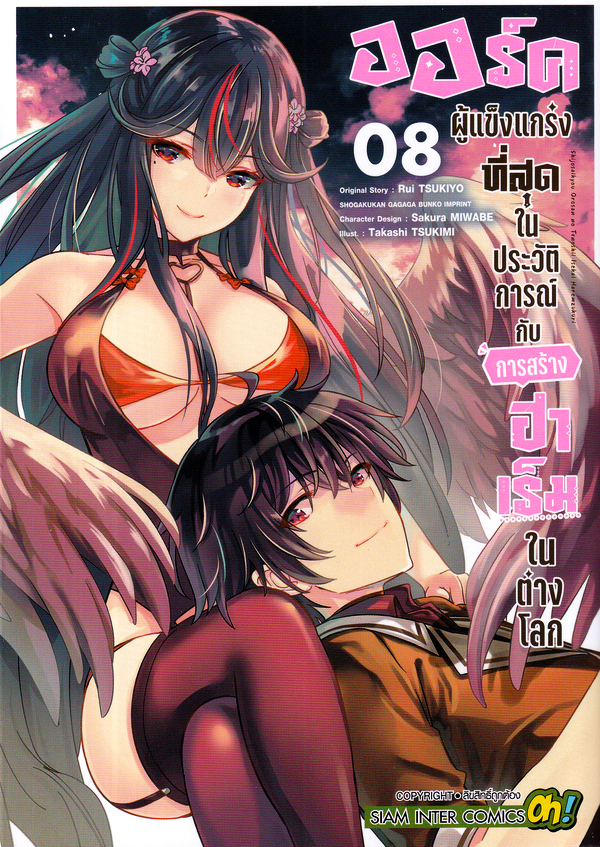 ออร์ค
08
ผู้แข็งแกร่ง
ที่สุด
ใน
ประวัติ
การณ์
กับ
การสร้าง
ฮา
เร็ม
ใน
ต่าง
โลก
Original Story : Rui TSUKIYO
SHOGAKUKAN GAGAGA BUNKO IMPRINT
Character Design : Sakura MIWABE
Illust. : Takashi TSUKIMI
COPYRIGHT • ลิขสิทธิ์ถูกต้อง
SIAM INTER COMICS Oh!